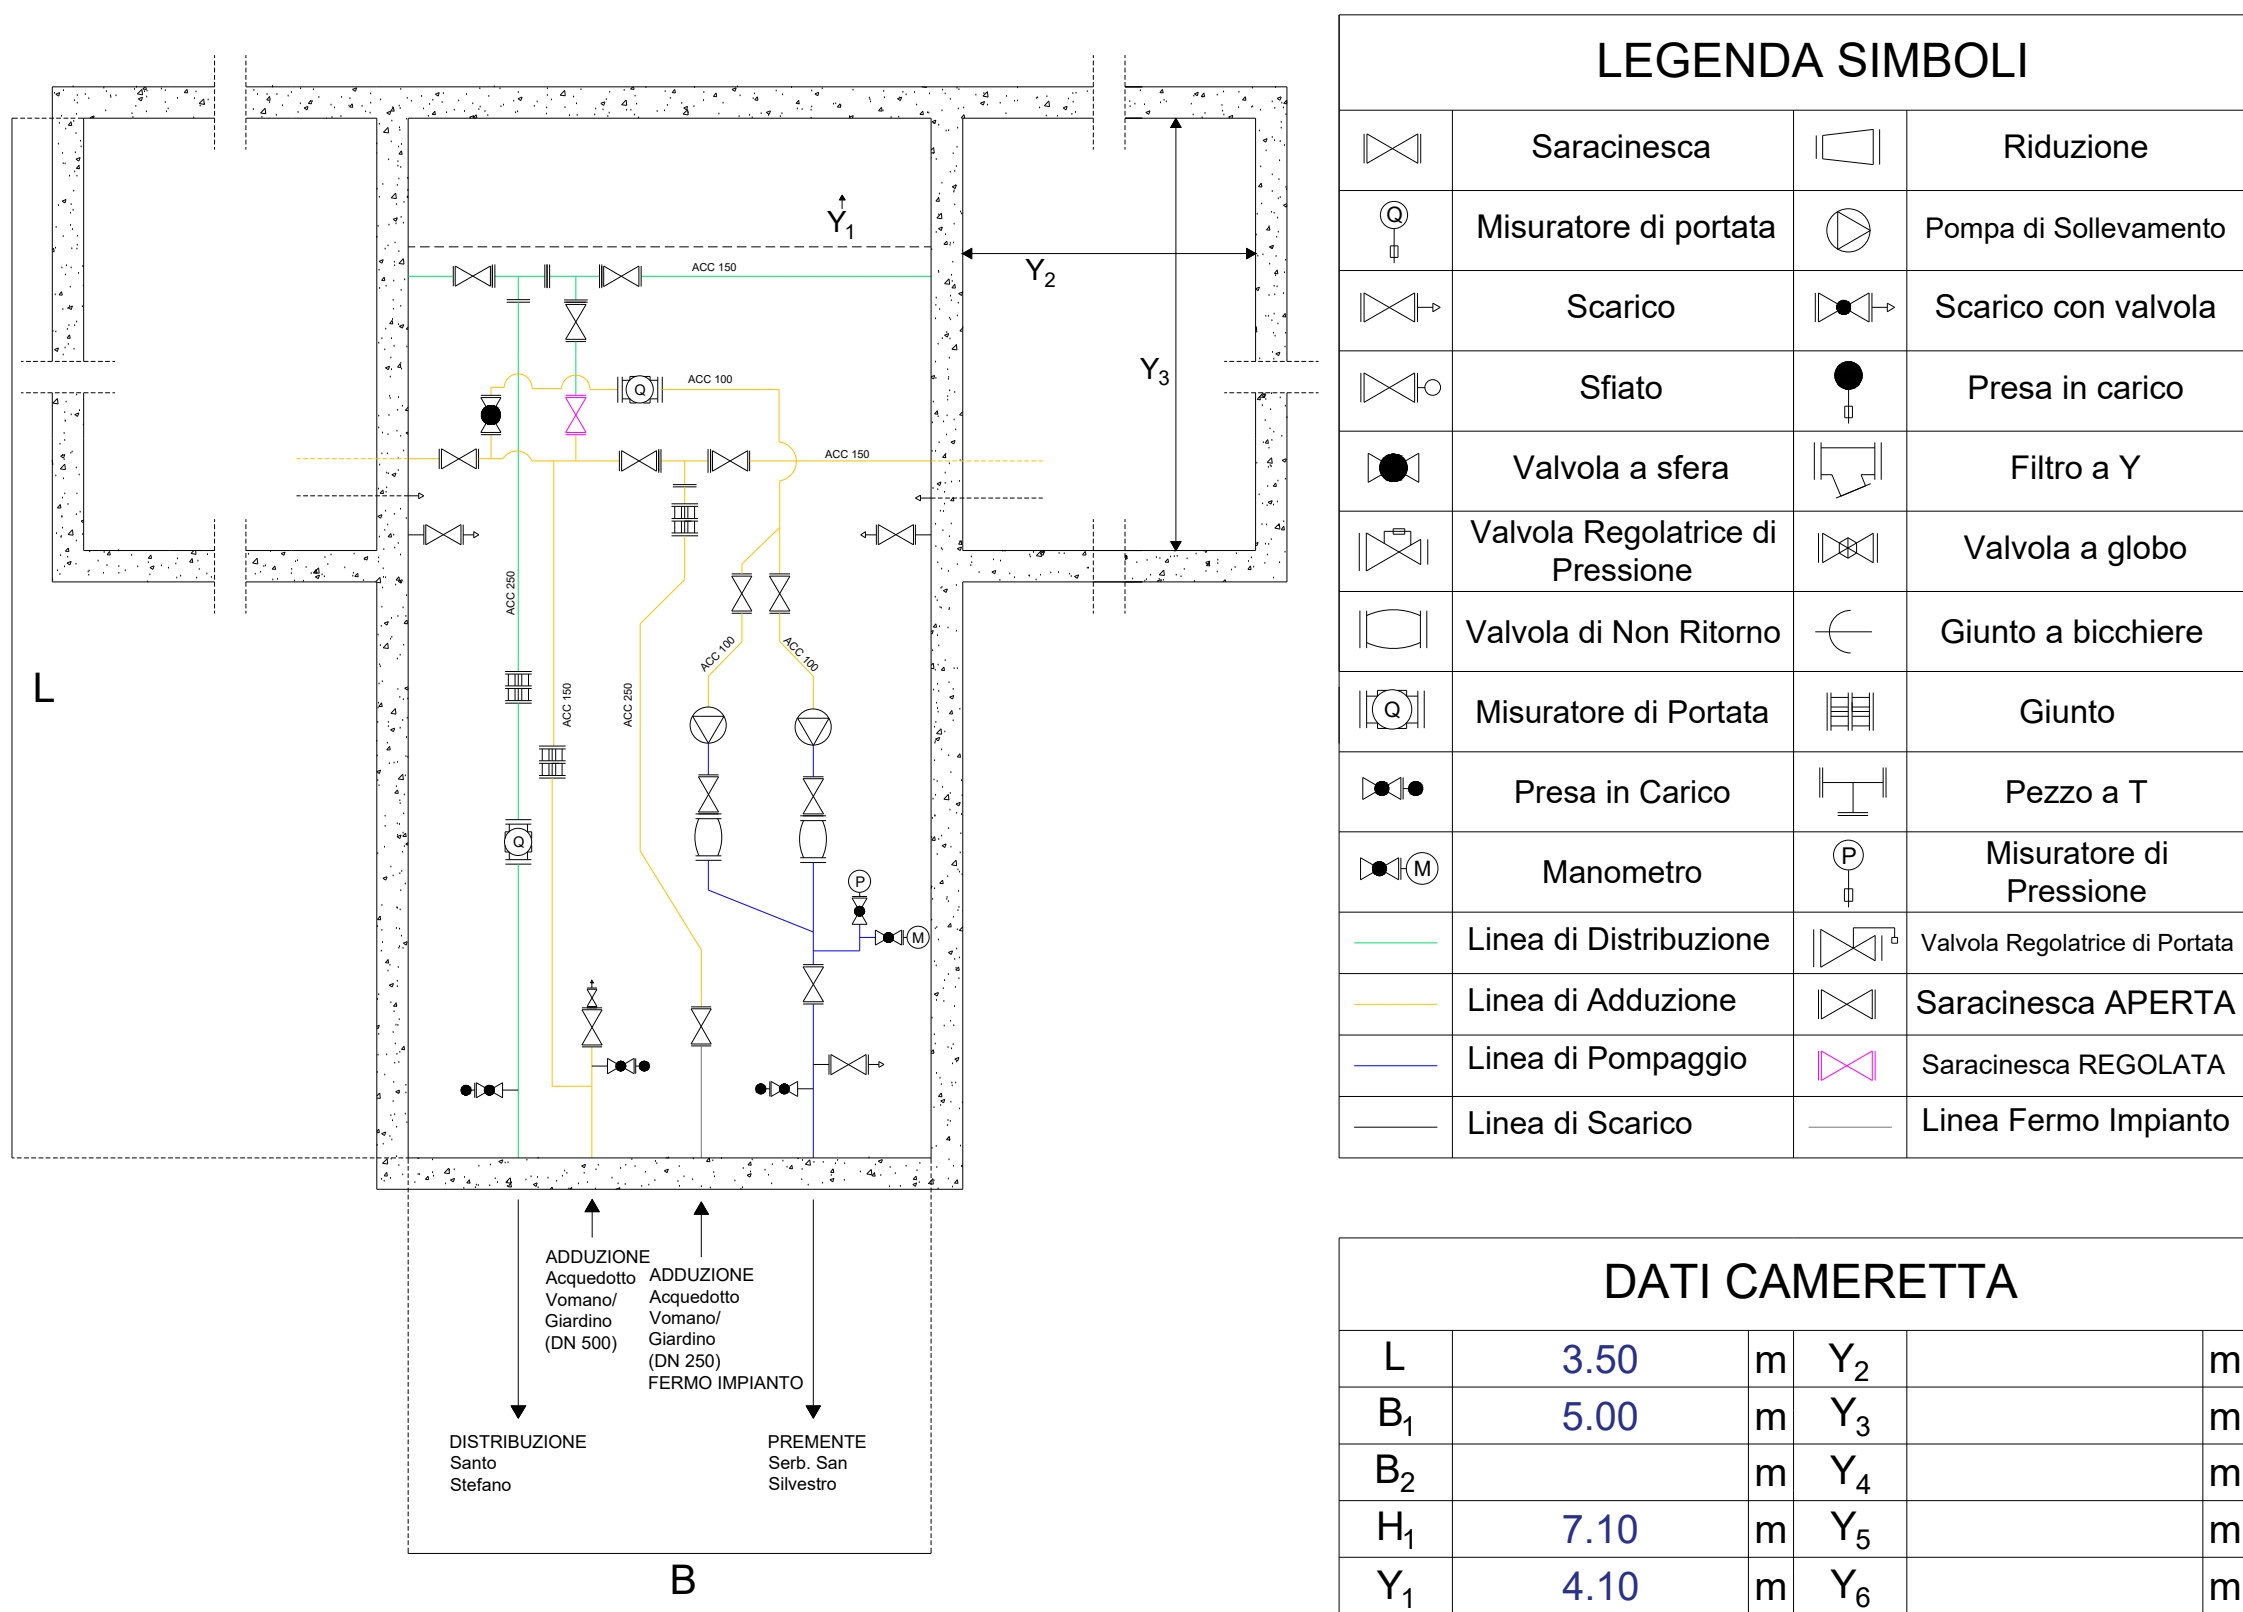 LEGENDA SIMBOLI
Saracinesca
Riduzione
Q
Misuratore di portata
Pompa di Sollevamento
Scarico
Scarico con valvola
Sfiato
Presa in carico
Valvola a sfera
Filtro a Y
Valvola Regolatrice di
Pressione
Valvola a globo
Valvola di Non Ritorno
Giunto a bicchiere
Q
Misuratore di Portata
Giunto
Presa in Carico
Pezzo a T
M
Manometro
P
Misuratore di
Pressione
Linea di Distribuzione
Valvola Regolatrice di Portata
Linea di Adduzione
Saracinesca APERTA
Linea di Pompaggio
Saracinesca REGOLATA
Linea di Scarico
Linea Fermo Impianto
Y1
ACC 150
Y2
Y3
ACC 100
Q
ACC 150
ACC 250
ACC 100
ACC 100
L
ACC 150
ACC 250
Q
P
M
ADDUZIONE
Acquedotto
Vomano/
Giardino
(DN 500)
ADDUZIONE
Acquedotto
Vomano/
Giardino
(DN 250)
FERMO IMPIANTO
DISTRIBUZIONE
Santo
Stefano
PREMENTE
Serb. San
Silvestro
B
DATI CAMERETTA
L 3.50 m Y2 m
B1 5.00 m Y3 m
B2 m Y4 m
H1 7.10 m Y5 m
Y1 4.10 m Y6 m